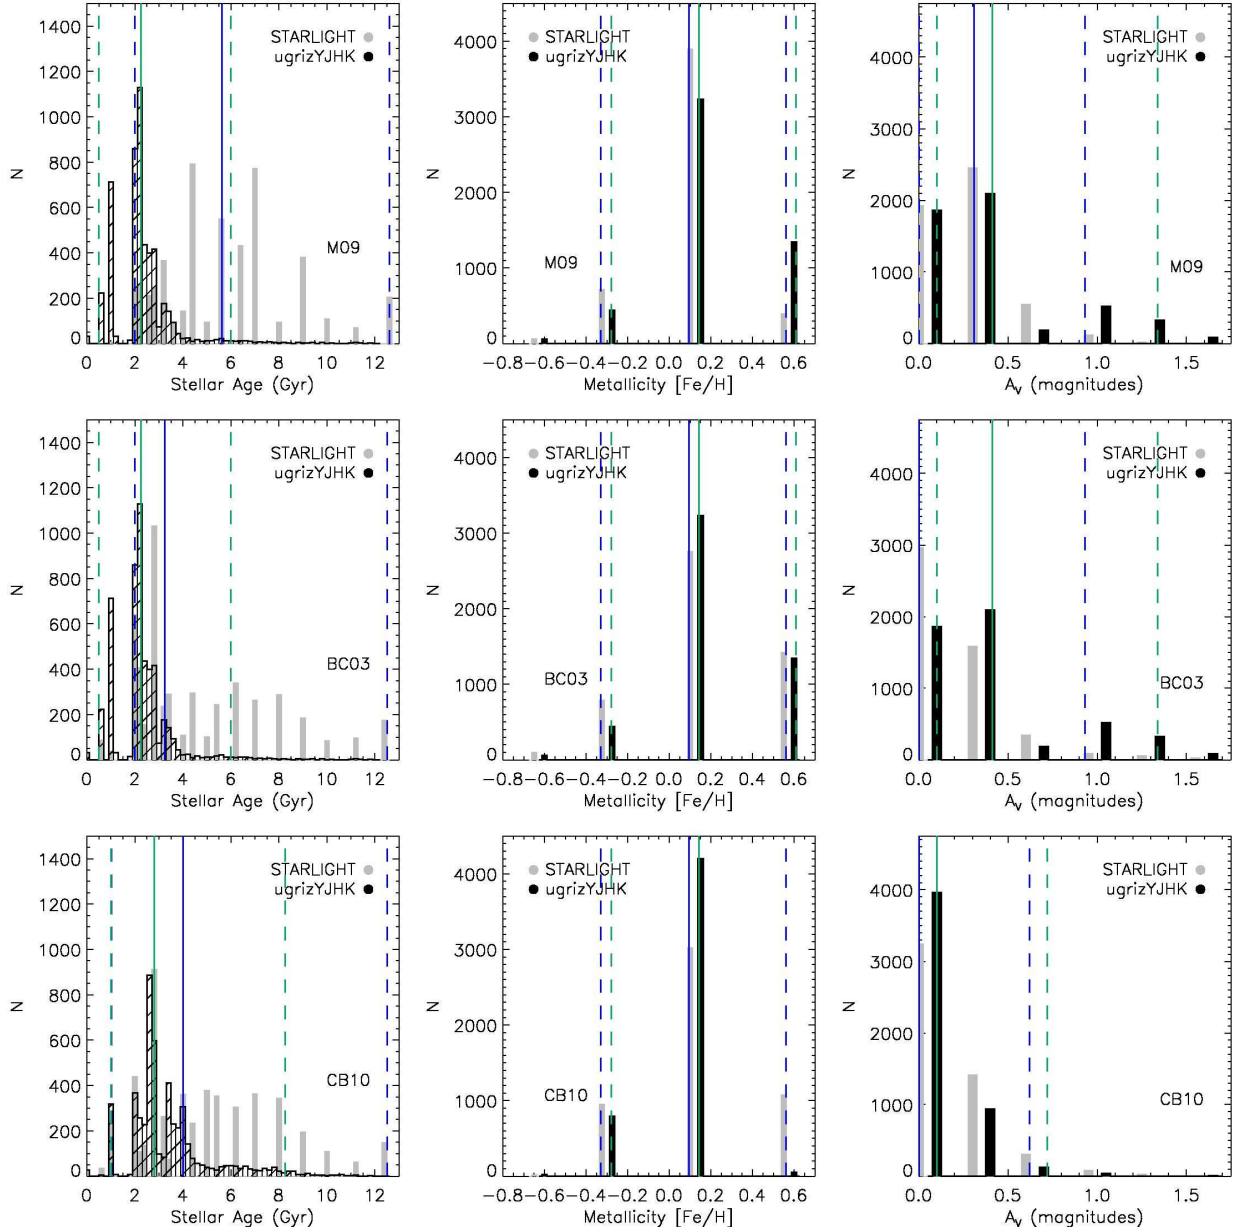 1400
1200
1000
800
600
400
200
0
N
STARLIGHT
ugrizYJHK
M09
0 2 4 6 8 10 12
Stellar Age (Gyr)
4000
3000
2000
1000
0
N
STARLIGHT
ugrizYJHK
M09
−0.8 −0.6 −0.4 −0.2 0.0 0.2 0.4 0.6
Metallicity [Fe/H]
4000
3000
2000
1000
0
N
STARLIGHT
ugrizYJHK
M09
0.0 0.5 1.0 1.5
Av (magnitudes)
1400
1200
1000
800
600
400
200
0
N
STARLIGHT
ugrizYJHK
BC03
0 2 4 6 8 10 12
Stellar Age (Gyr)
4000
3000
2000
1000
0
N
STARLIGHT
ugrizYJHK
BC03
−0.8 −0.6 −0.4 −0.2 0.0 0.2 0.4 0.6
Metallicity [Fe/H]
4000
3000
2000
1000
0
N
STARLIGHT
ugrizYJHK
BC03
0.0 0.5 1.0 1.5
Av (magnitudes)
1400
1200
1000
800
600
400
200
0
N
STARLIGHT
ugrizYJHK
CB10
0 2 4 6 8 10 12
Stellar Age (Gyr)
4000
3000
2000
1000
0
N
STARLIGHT
ugrizYJHK
CB10
−0.8 −0.6 −0.4 −0.2 0.0 0.2 0.4 0.6
Metallicity [Fe/H]
4000
3000
2000
1000
0
N
STARLIGHT
ugrizYJHK
CB10
0.0 0.5 1.0 1.5
Av (magnitudes)